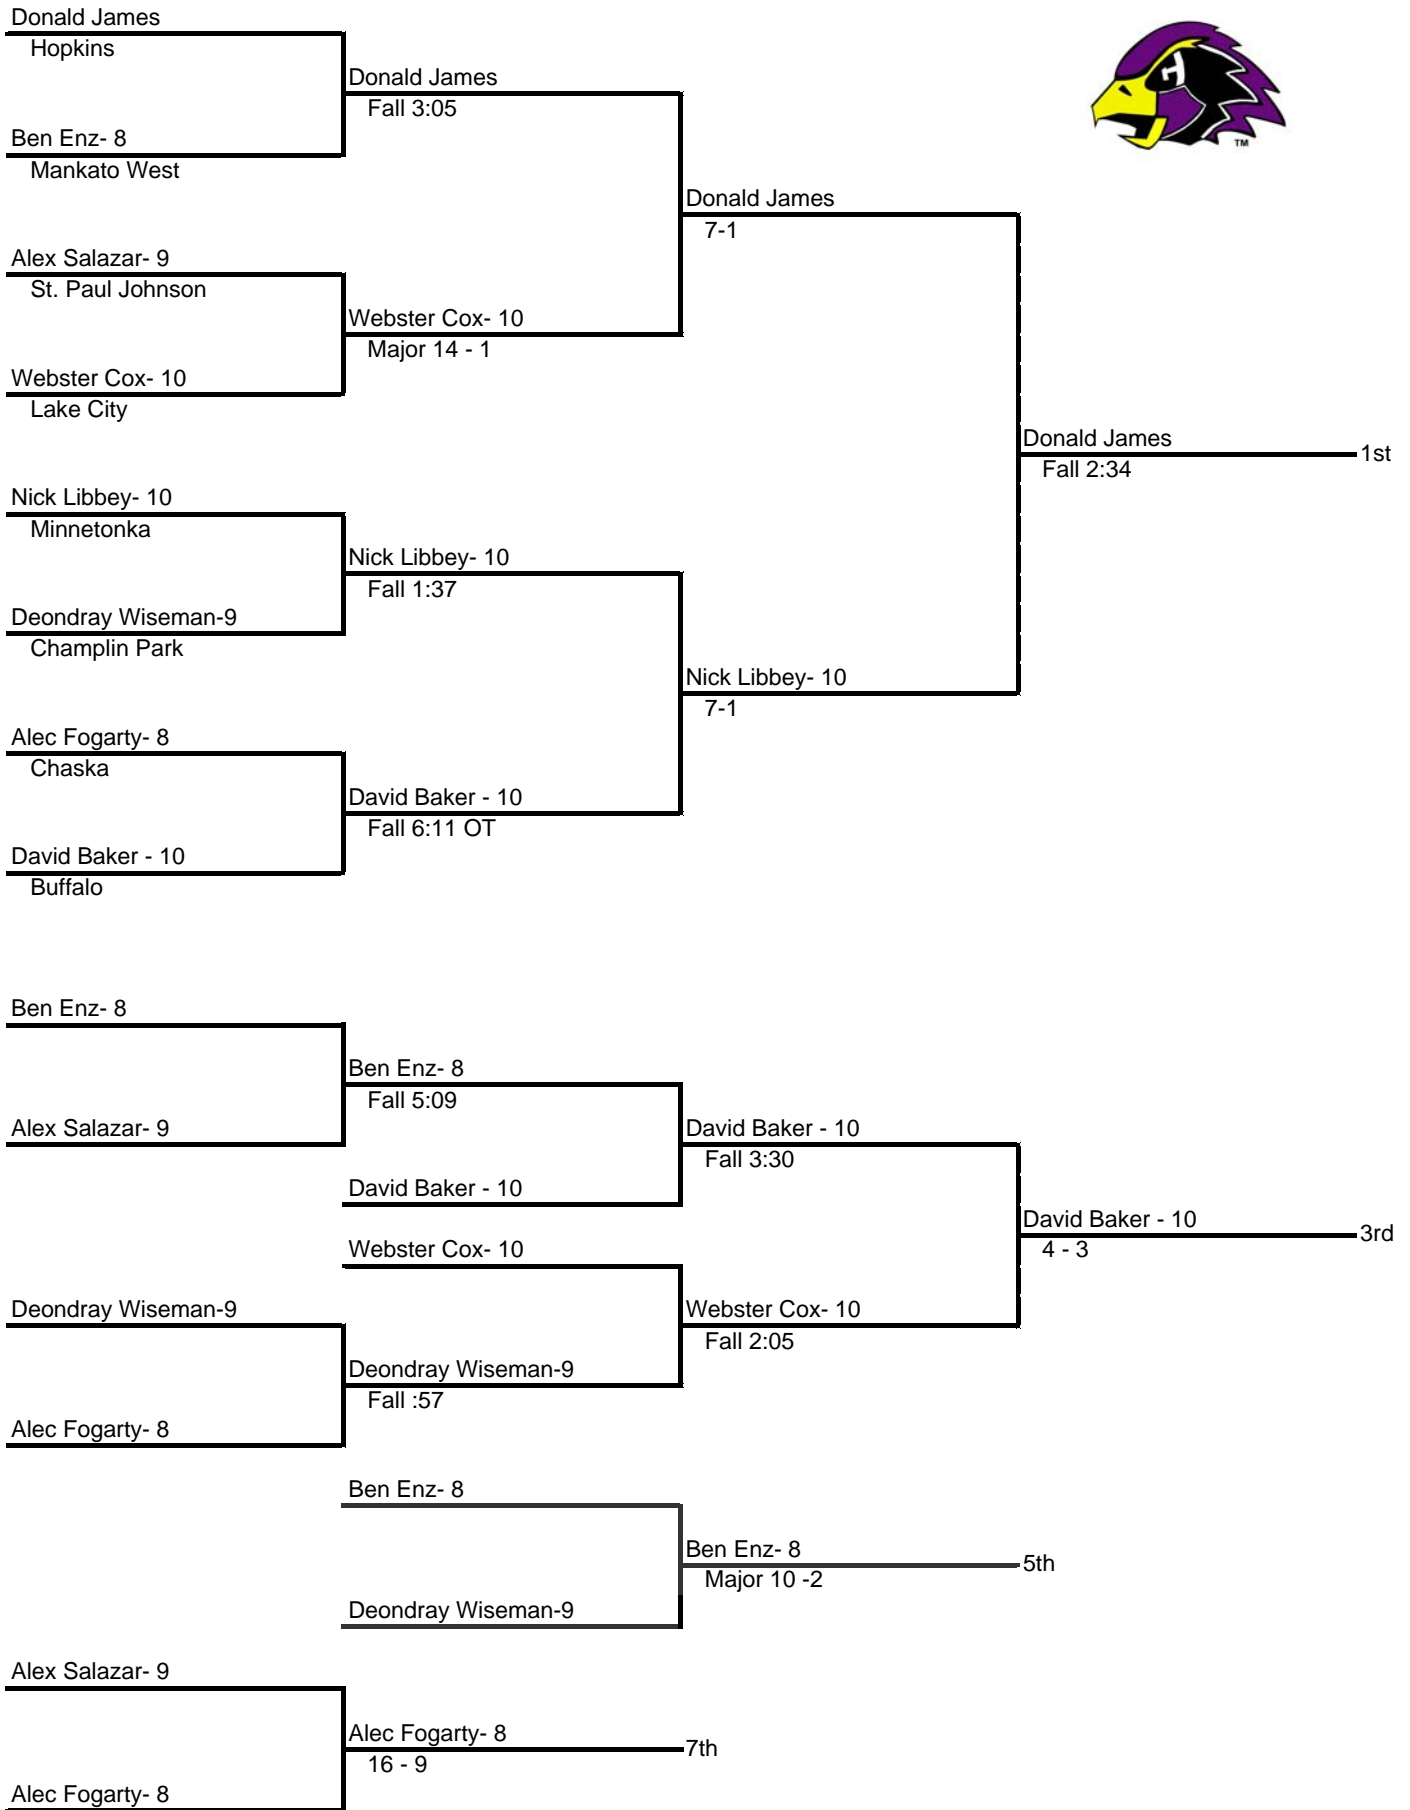 Donald James
Hopkins
Donald James
Fall 3:05
Ben Enz- 8
Mankato West
Donald James
7-1
Alex Salazar- 9
St. Paul Johnson
Webster Cox- 10
Major 14 - 1
Webster Cox- 10
Lake City
Donald James
1st
Fall 2:34
Nick Libbey- 10
Minnetonka
Nick Libbey- 10
Fall 1:37
Deondray Wiseman-9
Champlin Park
Nick Libbey- 10
7-1
Alec Fogarty- 8
Chaska
David Baker - 10
Fall 6:11 OT
David Baker - 10
Buffalo
Ben Enz- 8
Ben Enz- 8
Fall 5:09
Alex Salazar- 9
David Baker - 10
Fall 3:30
David Baker - 10
David Baker - 10
3rd
4 - 3
Webster Cox- 10
Deondray Wiseman-9
Webster Cox- 10
Fall 2:05
Deondray Wiseman-9
Fall :57
Alec Fogarty- 8
Ben Enz- 8
Ben Enz- 8
5th
Major 10 -2
Deondray Wiseman-9
Alex Salazar- 9
Alec Fogarty- 8
7th
16 - 9
Alec Fogarty- 8
H
TM